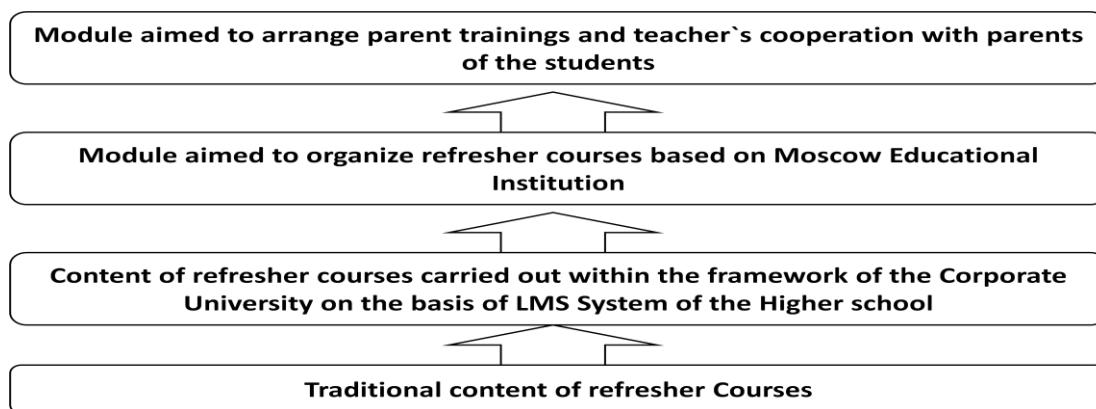 Module aimed to arrange parent trainings and teacher`s cooperation with parents
of the students
Module aimed to organize refresher courses based on Moscow Educational
Institution
Content of refresher courses carried out within the framework of the Corporate
University on the basis of LMS System of the Higher school
Traditional content of refresher Courses